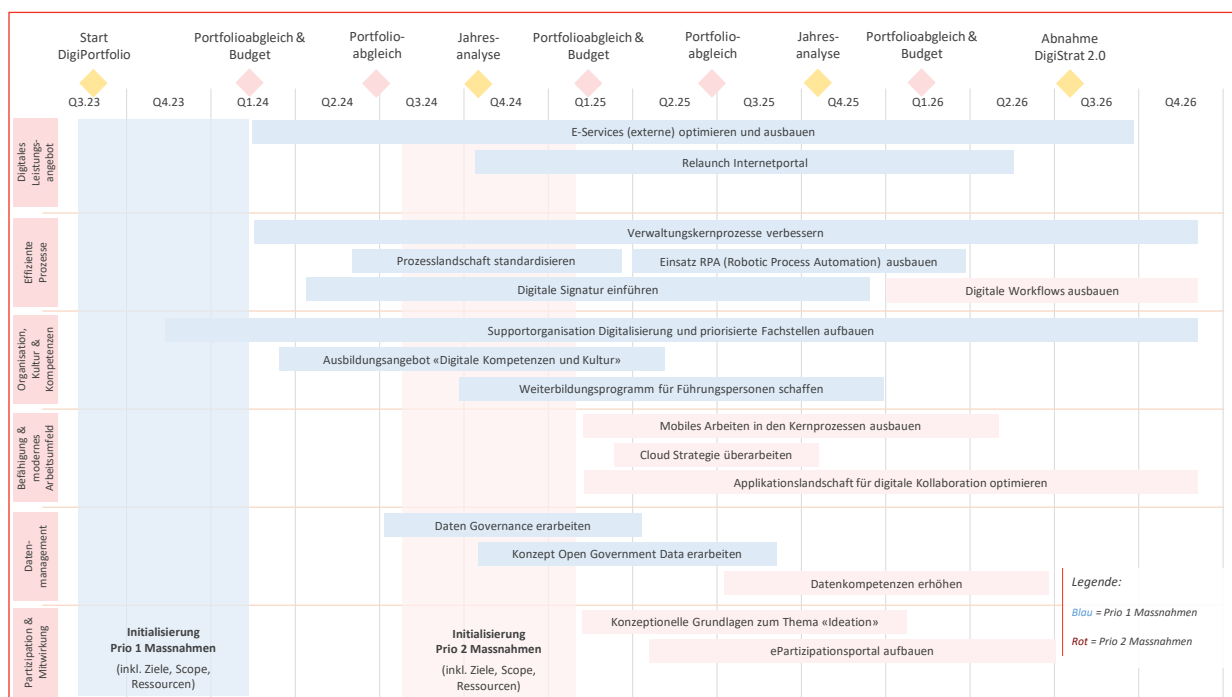 Start
DigiPortfolio
Portfolioabgleich &
Budget
Portfolio-
abgleich
Jahres-
analyse
Portfolioabgleich &
Budget
Portfolio-
abgleich
Jahres-
analyse
Portfolioabgleich &
Budget
Abnahme
DigiStrat 2.0
Q3.23 Q4.23 Q1.24 Q2.24 Q3.24 Q4.24 Q1.25 Q2.25 Q4.25 Q1.26 Q2.26 Q3.26 Q4.26
Digitales
Leistungs-
angebot
E-Services (externe) optimieren und ausbauen
Relaunch Internetportal
Effiziente
Prozesse
Verwaltungskernprozesse verbessern
Prozesslandschaft standardisieren
Einsatz RPA (Robotic Process Automation) ausbauen
Digitale Signatur einführen
Digitale Workflows ausbauen
Organisation,
Kultur &
Kompetenzen
Supportorganisation Digitalisierung und priorisierte Fachstellen aufbauen
Ausbildungsangebot «Digitale Kompetenzen und Kultur»
Weiterbildungsprogramm für Führungspersonen schaffen
Befähigung &
modernes
Arbeitsumfeld
Mobiles Arbeiten in den Kernprozessen ausbauen
Cloud Strategie überarbeiten
Applikationslandschaft für digitale Kollaboration optimieren
Daten-
management
Daten Governance erarbeiten
Konzept Open Government Data erarbeiten
Datenkompetenzen erhöhen
Partizipation &
Mitwirkung
Konzeptionelle Grundlagen zum Thema «Ideation»
ePartizipationsportal aufbauen
Initialisierung
Prio 1 Massnahmen
(inkl. Ziele, Scope,
Ressourcen)
Initialisierung
Prio 2 Massnahmen
(inkl. Ziele, Scope,
Ressourcen)
Legende:
Blau = Prio 1 Massnahmen
Rot = Prio 2 Massnahmen